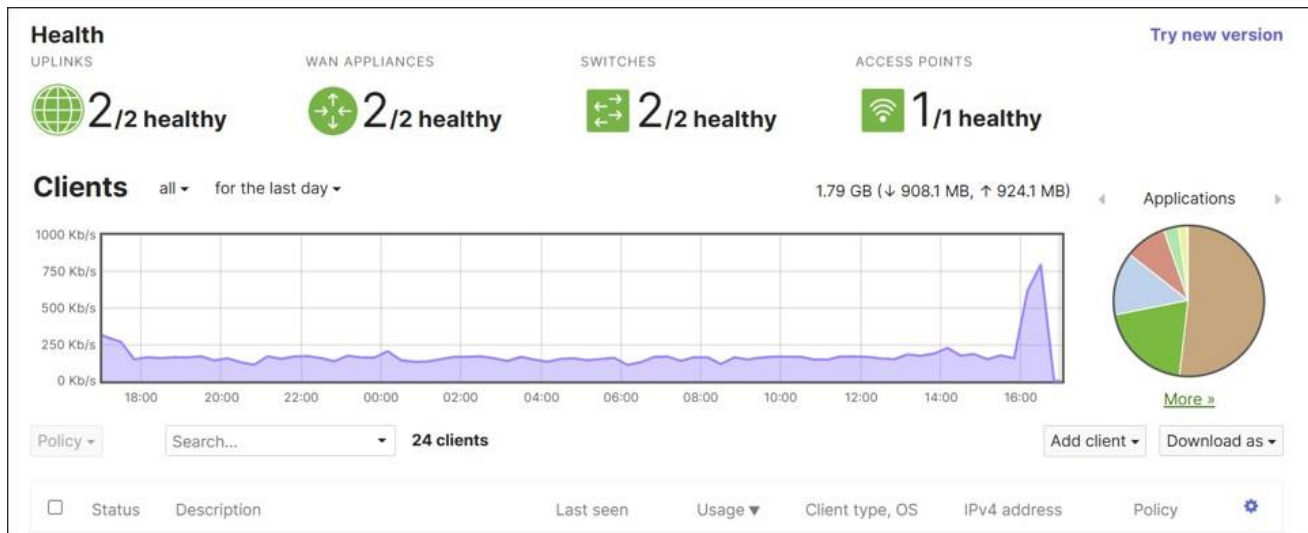 Health
Try new version
UPLINKS
WAN APPLIANCES
SWITCHES
ACCESS POINTS
2/2 healthy
2/2 healthy
2/2 healthy
1/1 healthy
Clients all for the last day
1.79 GB (↓ 908.1 MB, ↑ 924.1 MB)
Applications
1000 Kb/s
750 Kb/s
500 Kb/s
250 Kb/s
0 Kb/s
18:00 20:00 22:00 00:00 02:00 04:00 06:00 08:00 10:00 12:00 14:00 16:00
More »
Policy
Search...
24 clients
Add client
Download as
Status Description Last seen Usage ▼ Client type, OS IPv4 address Policy